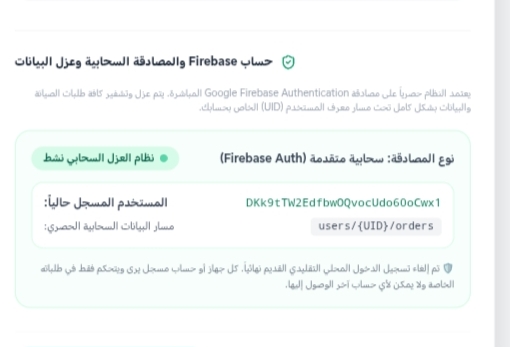 حساب Firebase والمصادقة السحابية وعزل البيانات
يعتمد النظام حصرياً على مصادقة Google Firebase Authentication المباشرة. يتم عزل وتشفير كافة طلبات الصيانة
والبيانات بشكل كامل تحت مسار معرف المستخدم (UID) الخاص بحسابك.
نوع المصادقة: سحابية متقدمة (Firebase Auth)
نظام العزل السحابي نشط
المستخدم المسجل حالياً: DKk9tTW2EdfbwOQvocUdo60oCwx1
مسار البيانات السحابية الحصري: users/{UID}/orders
🛡️ تم إلغاء تسجيل الدخول المحلي التقليدي القديم نهائياً. كل جهاز أو حساب مسجل يرى ويتحكم فقط في طلباته
الخاصة ولا يمكن لأي حساب آخر الوصول إليها.